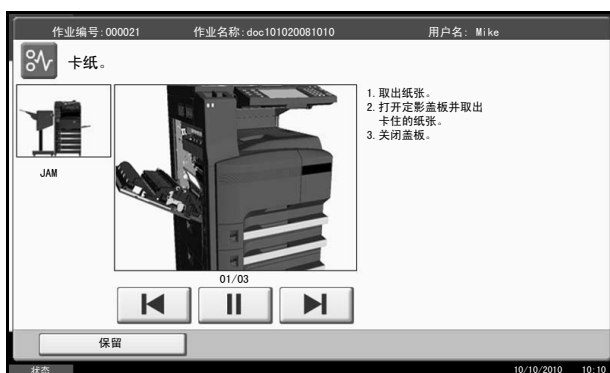 作业编号:000021 作业名称:doc101020081010 用户名: Mike
卡纸。
JAM
1. 取出纸张。
2. 打开定影盖板并取出
卡住的纸张。
3. 关闭盖板。
01/03
保留
状态 10/10/2010 10:10